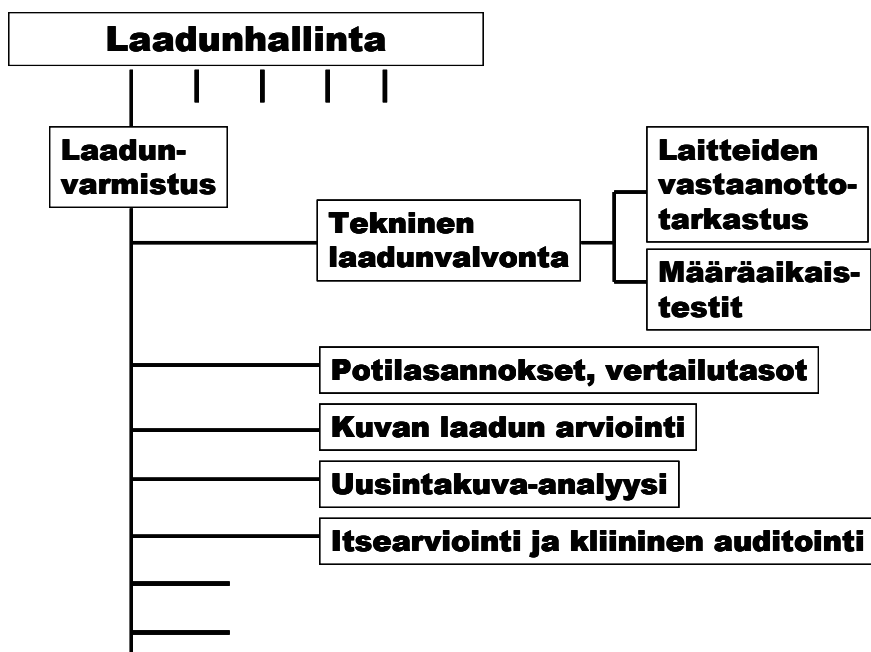 Laadunhallinta
Laadun-
varmistus
Tekninen
laadunvalvonta
Laitteiden
vastaanotto-
tarkastus
Määräaikais-
testit
Potilasannokset, vertailutasot
Kuvan laadun arviointi
Uusintakuva-analyysi
Itsearviointi ja kliininen auditointi